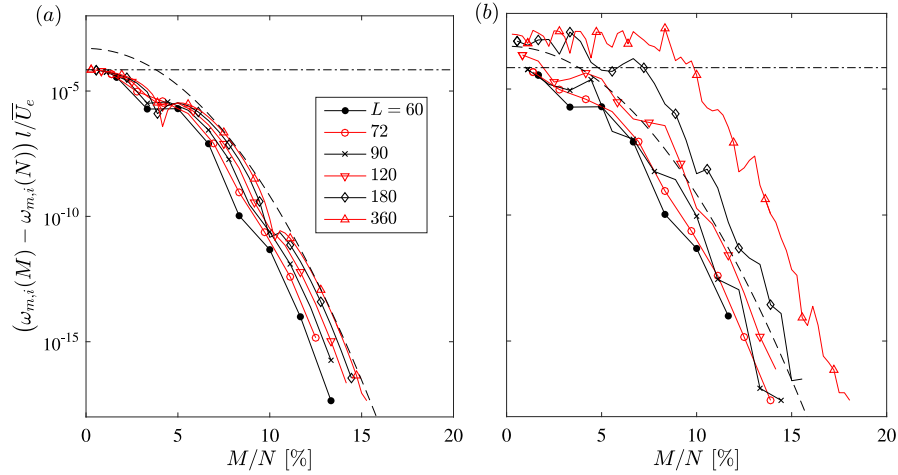 (a)
(b)
(ω_{m,i}(M) − ω_{m,i}(N)) l/\overline{U}_e
10^{-5}
10^{-10}
10^{-15}
L = 60
72
90
120
180
360
0 5 10 15 20
0 5 10 15 20
M/N [%]
M/N [%]